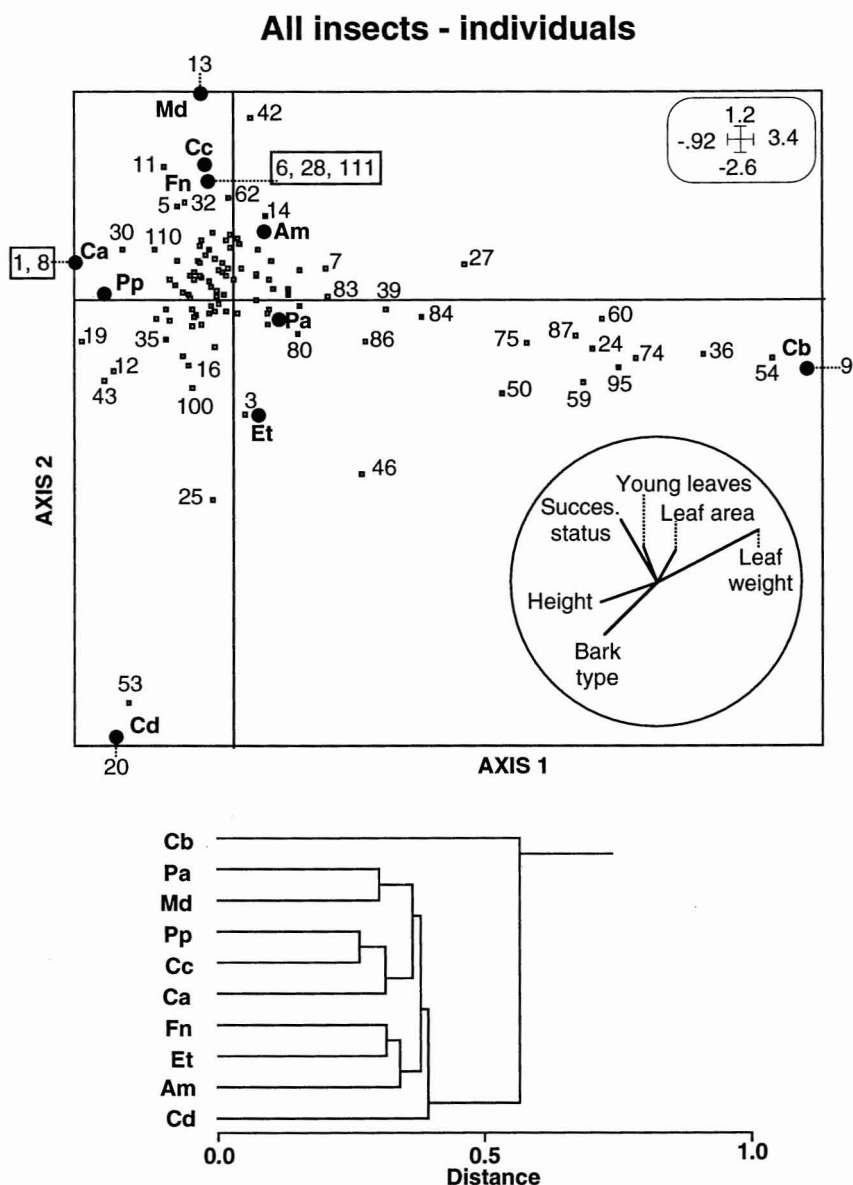 All insects - individuals
13
Md
42
1.2
-.92
3.4
-2.6
Cc
11
Fn
6, 28, 111
5
32
62
14
Am
30
110
Ca
1, 8
7
27
Pp
83
39
Pa
84
60
19
35
80
86
75
87
24
74
36
Cb
54
9
12
16
43
100
3
50
59
95
Et
46
25
AXIS 2
Young leaves
Succes.
status
Leaf area
Leaf
weight
Height
Bark
type
53
Cd
20
AXIS 1
Cb
Pa
Md
Pp
Cc
Ca
Fn
Et
Am
Cd
0.0
0.5
1.0
Distance